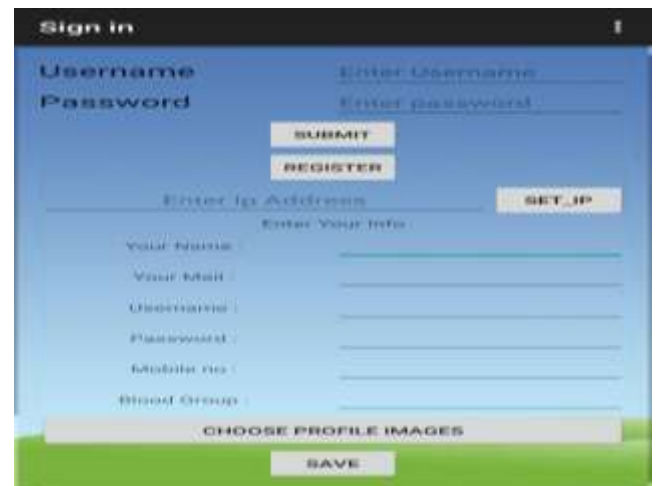 Sign in
Username Enter Username
Password Enter password
SUBMIT
REGISTER
Enter Ip Address SET_IP
Enter Your Info
Your Name :
Your Mail :
Username :
Password :
Mobile no :
Blood Group :
CHOOSE PROFILE IMAGES
SAVE